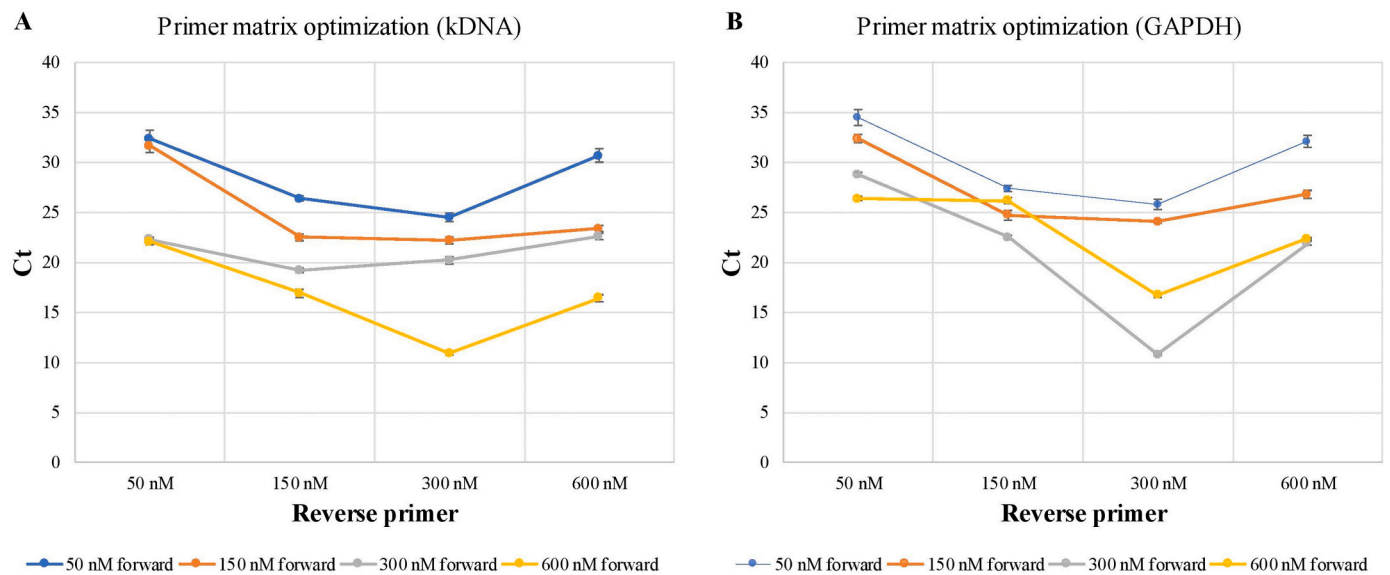 A
Primer matrix optimization (kDNA)
40
35
30
25
20
15
10
5
0
Ct
50 nM
150 nM
300 nM
600 nM
Reverse primer
50 nM forward
150 nM forward
300 nM forward
600 nM forward
B
Primer matrix optimization (GAPDH)
40
35
30
25
20
15
10
5
0
Ct
50 nM
150 nM
300 nM
600 nM
Reverse primer
50 nM forward
150 nM forward
300 nM forward
600 nM forward